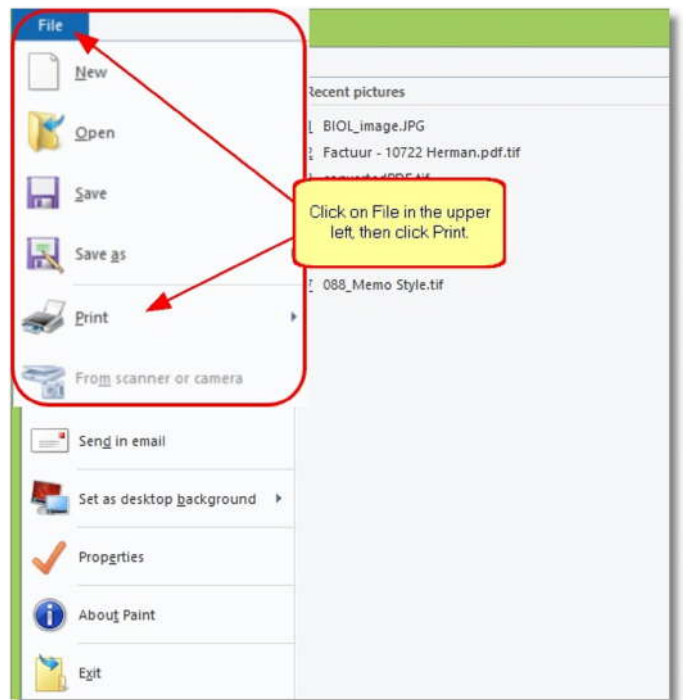 File
New
Open
Save
Save as
Print
From scanner or camera
Send in email
Set as desktop background
Properties
About Paint
Exit
Recent pictures
BIOL_image.JPG
Factuur - 10722 Herman.pdf.tif
Click on File in the upper
left, then click Print.
7 088_Memo Style.tif